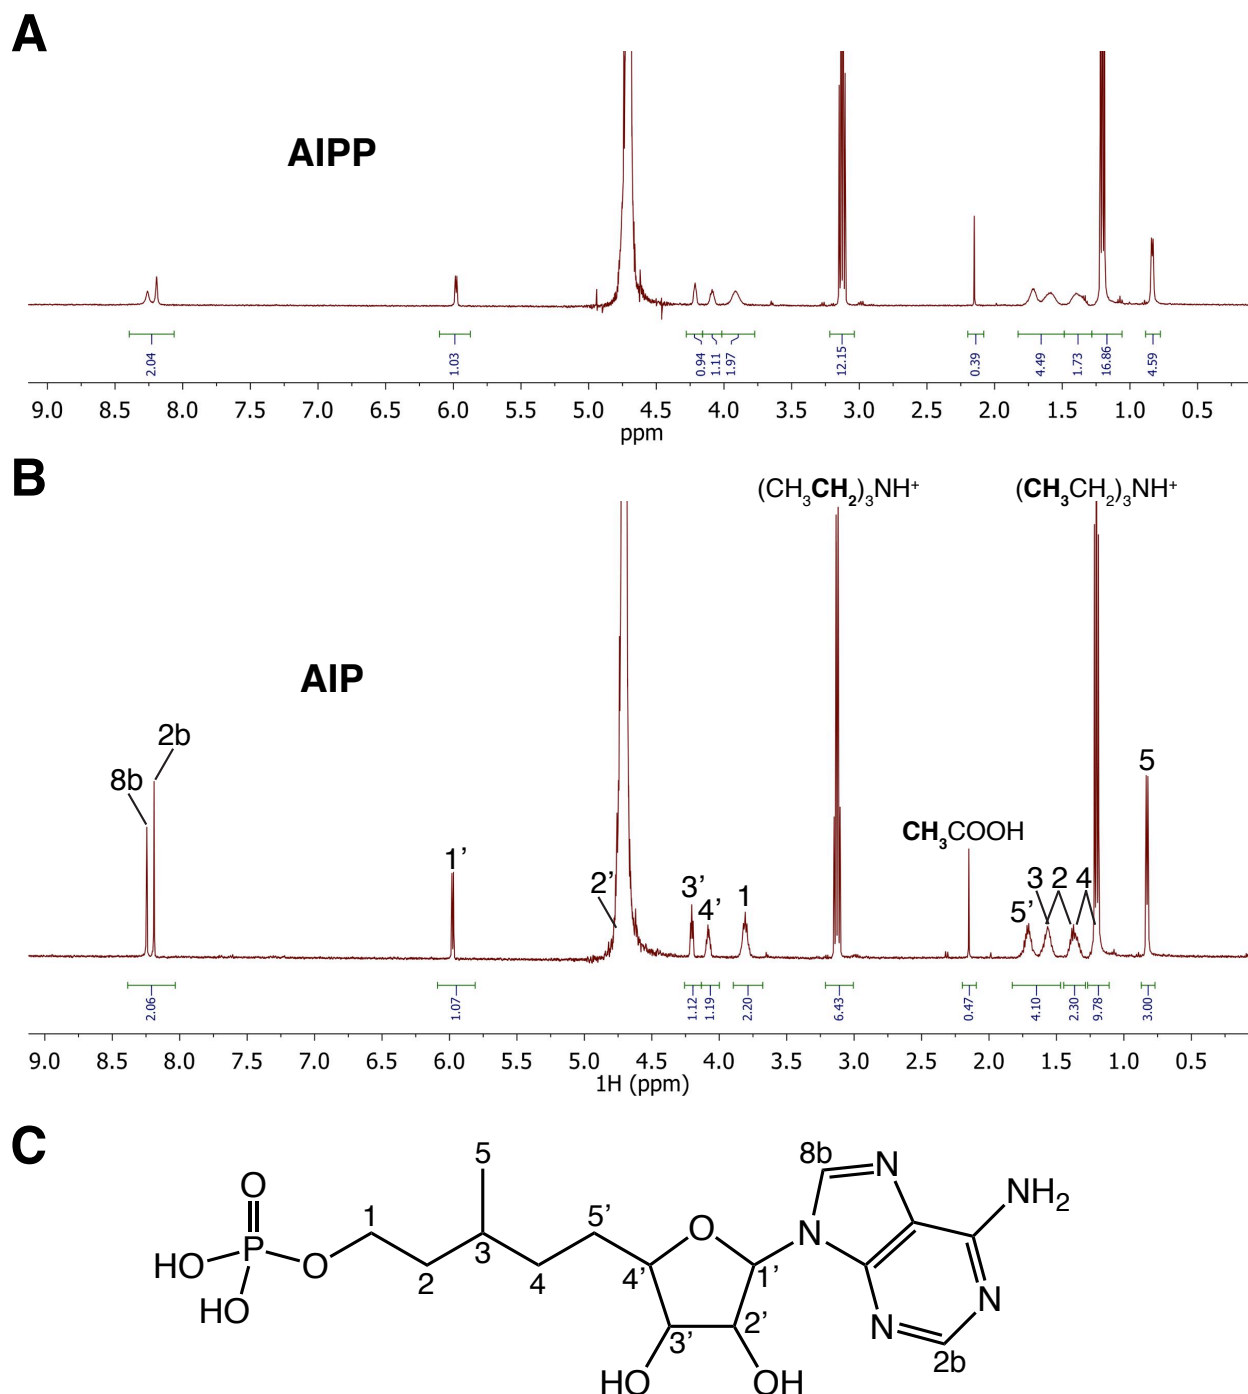 A
AIPP
2.04
1.03
0.94
1.11
1.97
12.15
0.39
4.49
1.73
16.86
4.59
9.0 8.5 8.0 7.5 7.0 6.5 6.0 5.5 5.0 4.5 4.0 3.5 3.0 2.5 2.0 1.5 1.0 0.5
ppm
B
(CH3CH2)3NH+
(CH3CH2)3NH+
AIP
2b
8b
1’
2’
3’
4’
1
CH3COOH
5’
3 2 4
5
2.06
1.07
1.12
1.19
2.20
6.43
0.47
4.10
2.30
9.78
3.00
9.0 8.5 8.0 7.5 7.0 6.5 6.0 5.5 5.0 4.5 4.0 3.5 3.0 2.5 2.0 1.5 1.0 0.5
1H (ppm)
C
5
8b
N
NH2
O
1
5’
O
N
HO
P
O
3
2
4
4’
1’
HO
N
3’
2’
N
2b
HO
OH